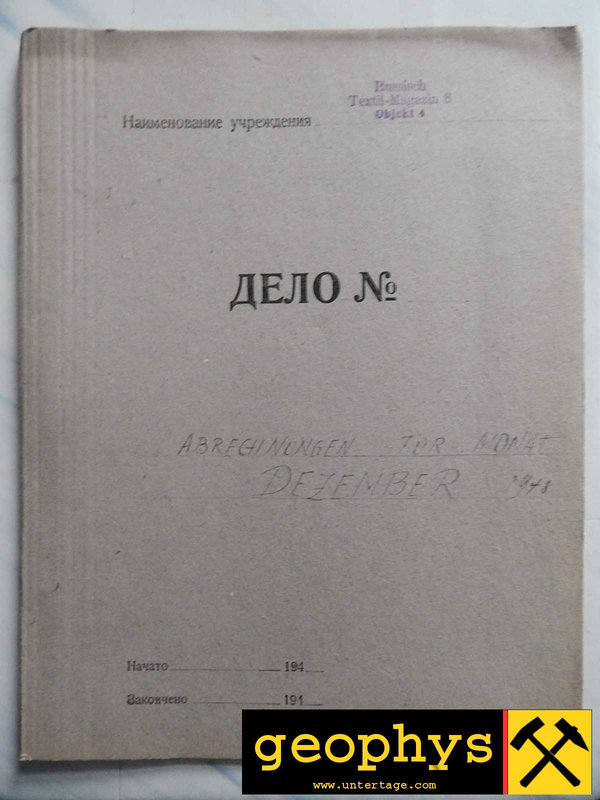 Russisch
Textil-Magazin 6
Objekt 4
Наименование учреждения
ДЕЛО №
ABRECHNUNGEN FÜR MONAT
DEZEMBER 1948
Начато 194
Закончено 194
geophys
www.untertage.com